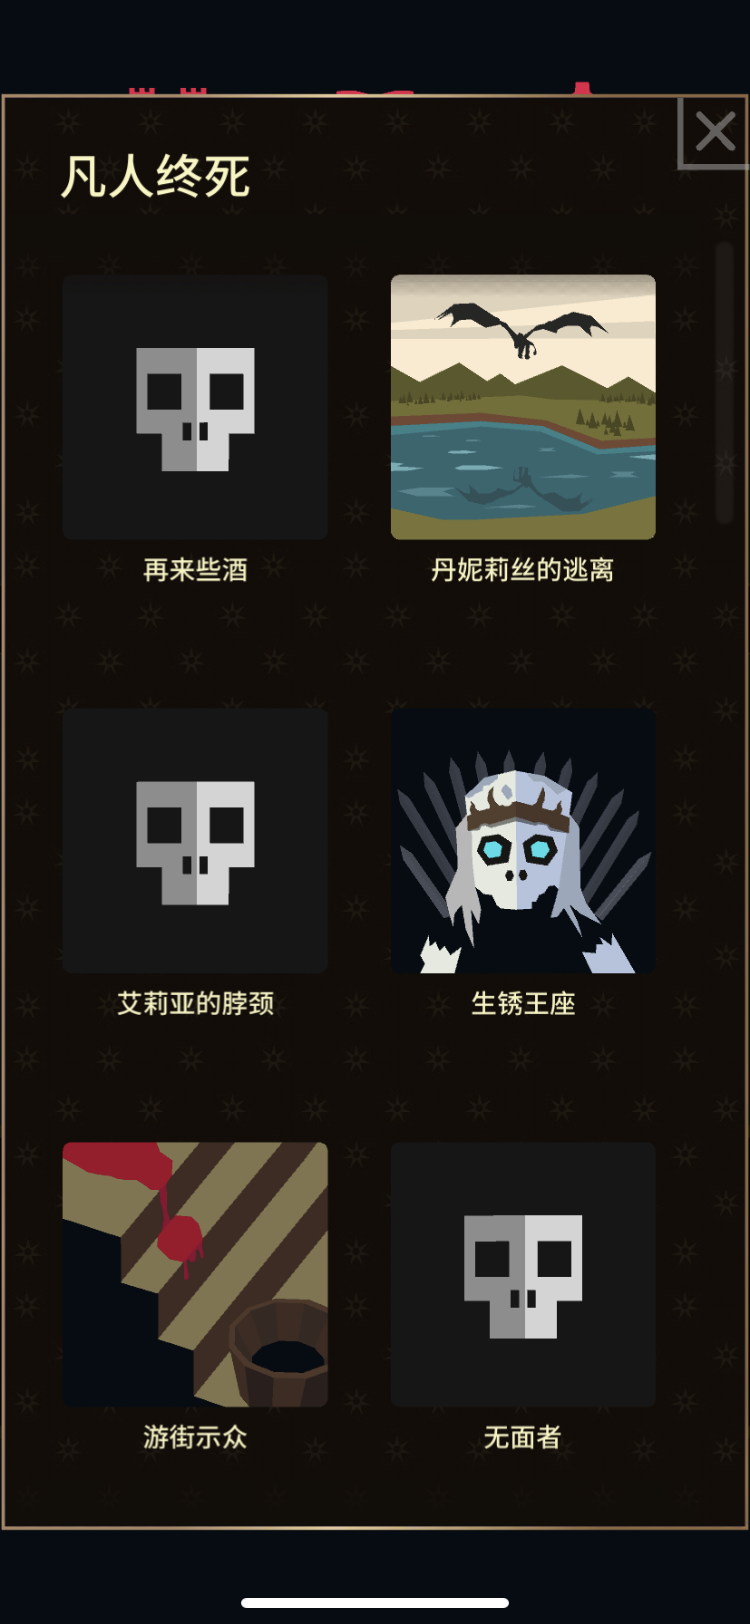 凡人终死
再来些酒
丹妮莉丝的逃离
艾莉亚的脖颈
生锈王座
游街示众
无面者